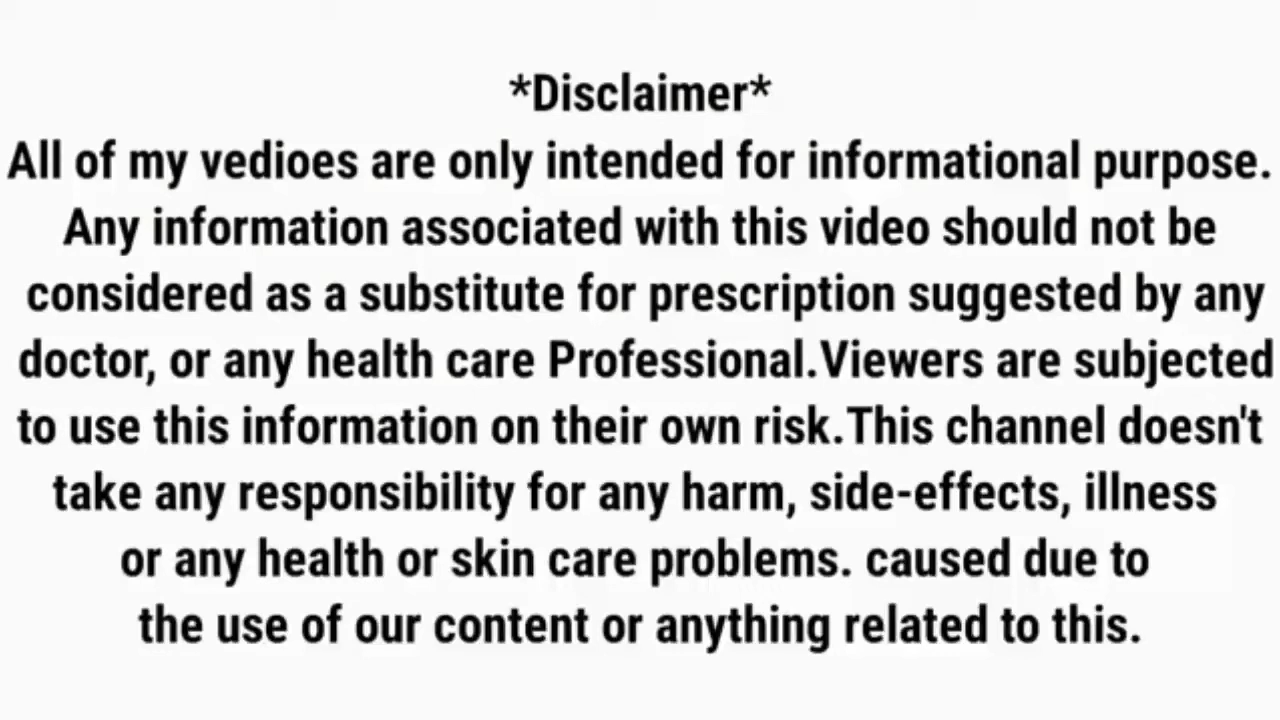 *Disclaimer*
All of my vedioes are only intended for informational purpose.
Any information associated with this video should not be
considered as a substitute for prescription suggested by any
doctor, or any health care Professional.Viewers are subjected
to use this information on their own risk.This channel doesn't
take any responsibility for any harm, side-effects, illness
or any health or skin care problems. caused due to
the use of our content or anything related to this.